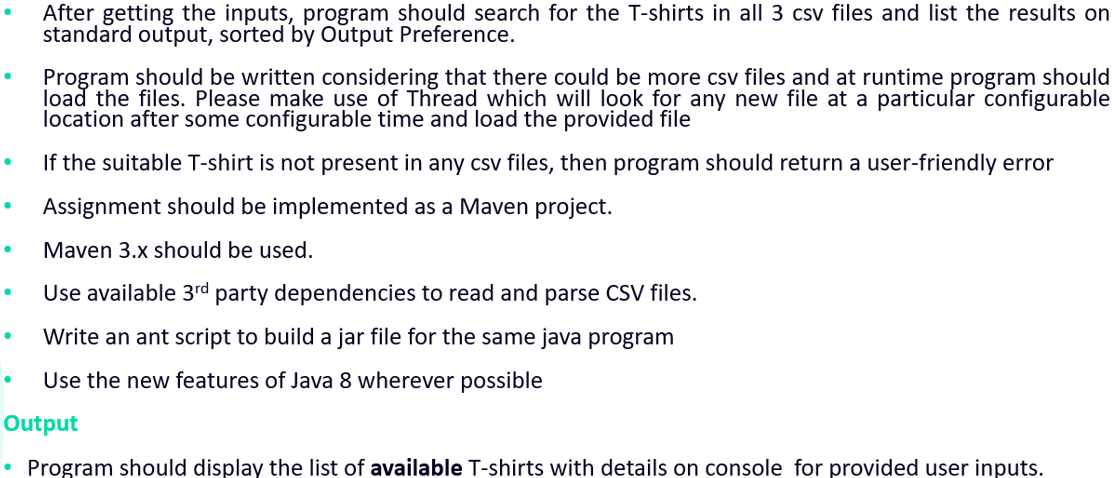 • After getting the inputs, program should search for the T-shirts in all 3 csv files and list the results on
standard output, sorted by Output Preference.
• Program should be written considering that there could be more csv files and at runtime program should
load the files. Please make use of Thread which will look for any new file at a particular configurable
location after some configurable time and load the provided file
• If the suitable T-shirt is not present in any csv files, then program should return a user-friendly error
• Assignment should be implemented as a Maven project.
• Maven 3.x should be used.
• Use available 3rd party dependencies to read and parse CSV files.
• Write an ant script to build a jar file for the same java program
• Use the new features of Java 8 wherever possible
Output
• Program should display the list of available T-shirts with details on console for provided user inputs.